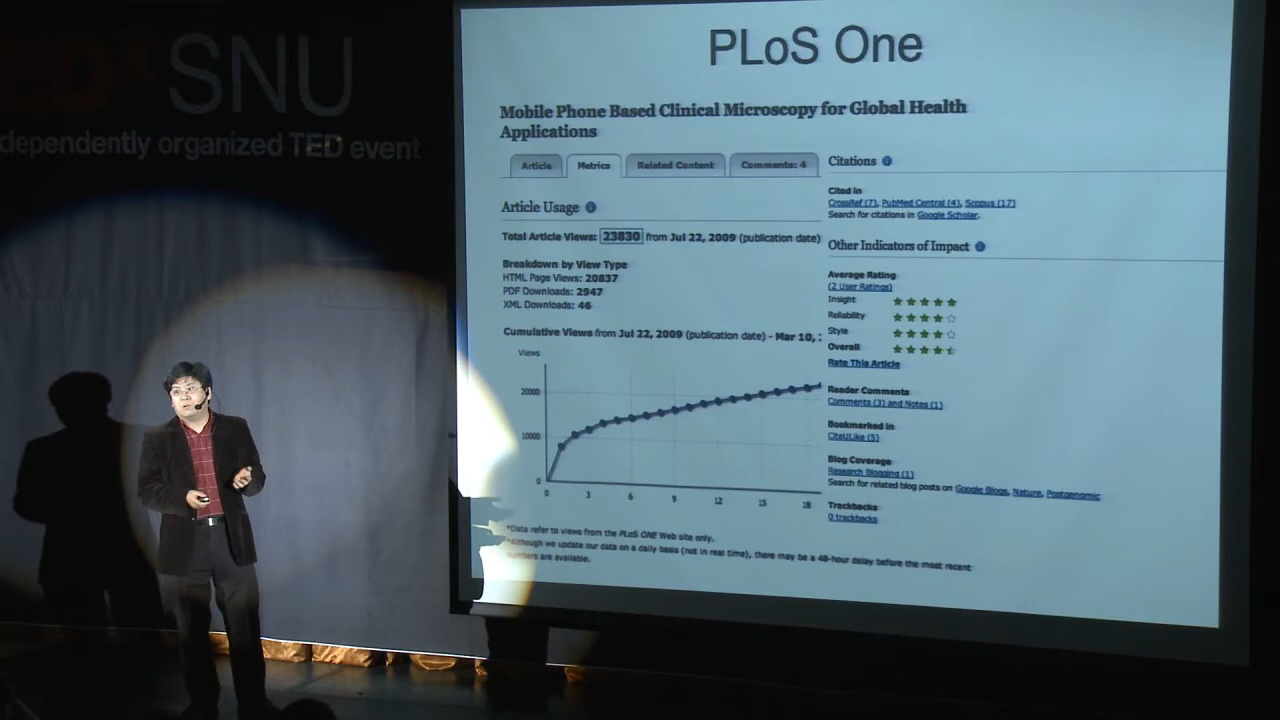 TEDx SNU
dependently organized TED event
PLoS One
Mobile Phone Based Clinical Microscopy for Global Health
Applications
Article
Metrics
Related Content
Comments: 4
Article Usage
Total Article Views: 23830 from Jul 22, 2009 (publication date)
Breakdown by View Type
HTML Page Views: 20837
PDF Downloads: 2947
XML Downloads: 46
Cumulative Views from Jul 22, 2009 (publication date) - Mar 10, :
Views
20000
10000
0
0 3 6 9 12 15 18
*Data refer to views from the PLoS ONE Web site only.
*Although we update our data on a daily basis (not in real time), there may be a 48-hour delay before the most recent
numbers are available.
Citations
Cited in
CrossRef (7), PubMed Central (4), Scopus (17)
Search for citations in Google Scholar.
Other Indicators of Impact
Average Rating
(2 User Ratings)
Insight
Reliability
Style
Overall
Rate This Article
Reader Comments
Comments (3) and Notes (1)
Bookmarked in
CiteULike (5)
Blog Coverage
Research Blogging (1)
Search for related blog posts on Google Blogs, Nature, Postgenomic
Trackbacks
0 trackbacks